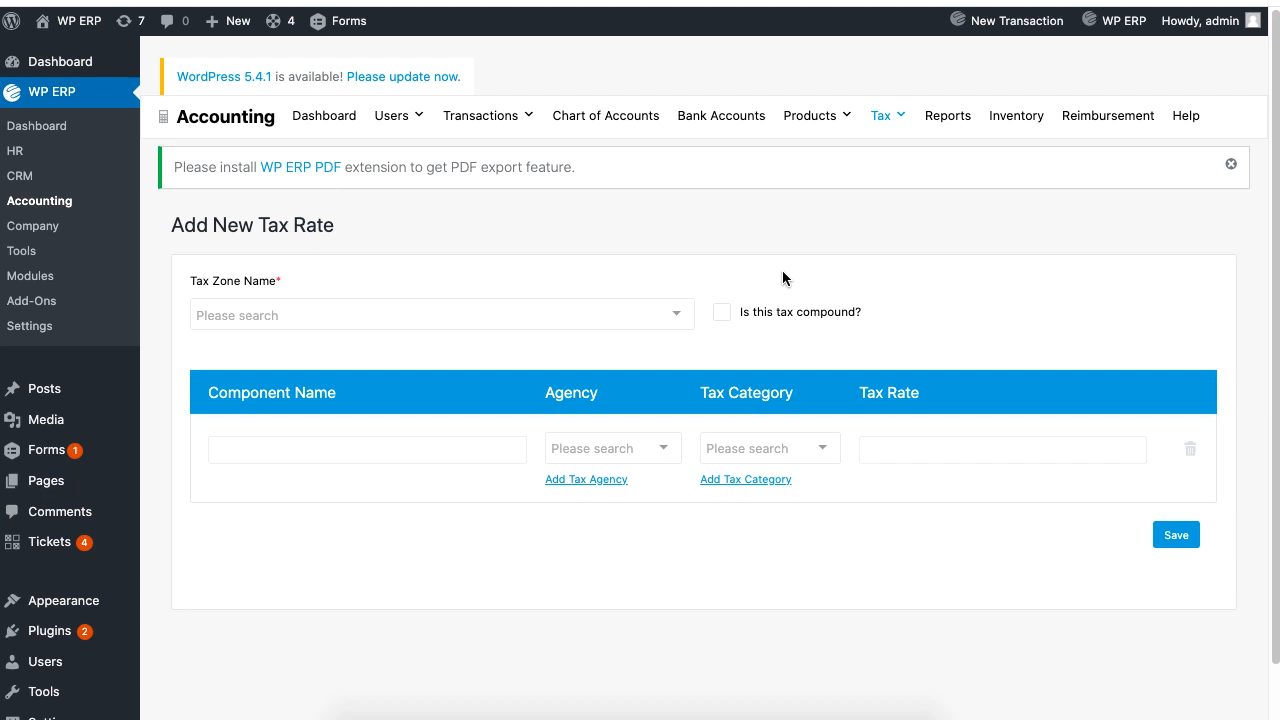 WP ERP 7 0 New 4 Forms New Transaction WP ERP Howdy, admin
Dashboard
WP ERP
Dashboard
HR
CRM
Accounting
Company
Tools
Modules
Add-Ons
Settings
Posts
Media
Forms 1
Pages
Comments
Tickets 4
Appearance
Plugins 2
Users
Tools
WordPress 5.4.1 is available! Please update now.
Accounting Dashboard Users Transactions Chart of Accounts Bank Accounts Products Tax Reports Inventory Reimbursement Help
Please install WP ERP PDF extension to get PDF export feature.
Add New Tax Rate
Tax Zone Name*
Please search
Is this tax compound?
Component Name Agency Tax Category Tax Rate
Please search Please search
Add Tax Agency Add Tax Category
Save